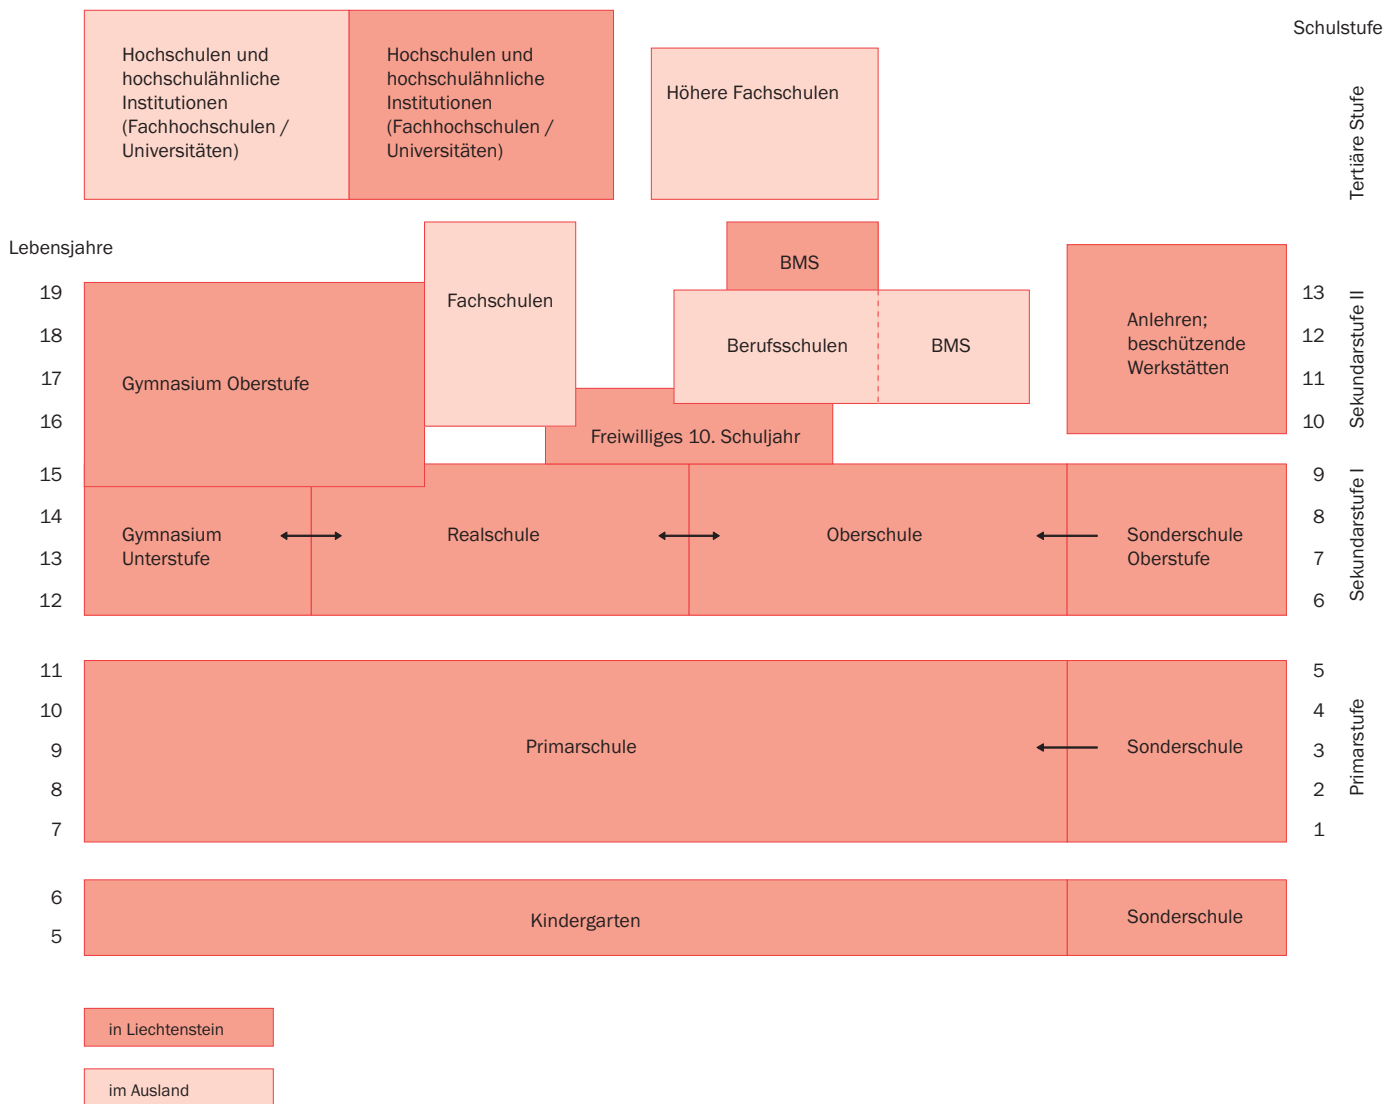 Schulstufe
Hochschulen und
hochschulähnliche
Institutionen
(Fachhochschulen /
Universitäten)
Hochschulen und
hochschulähnliche
Institutionen
(Fachhochschulen /
Universitäten)
Höhere Fachschulen
Tertiäre Stufe
Lebensjahre
19
18
17
16
15
14
13
12
11
10
9
8
7
6
5
Gymnasium Oberstufe
Fachschulen
BMS
Berufsschulen
BMS
Anlehren;
beschützende
Werkstätten
Freiwilliges 10. Schuljahr
Gymnasium
Unterstufe
Realschule
Oberschule
Sonderschule
Oberstufe
Primarschule
Sonderschule
Kindergarten
Sonderschule
13
12
11
10
9
8
7
6
5
4
3
2
1
Sekundarstufe II
Sekundarstufe I
Primarstufe
in Liechtenstein
im Ausland